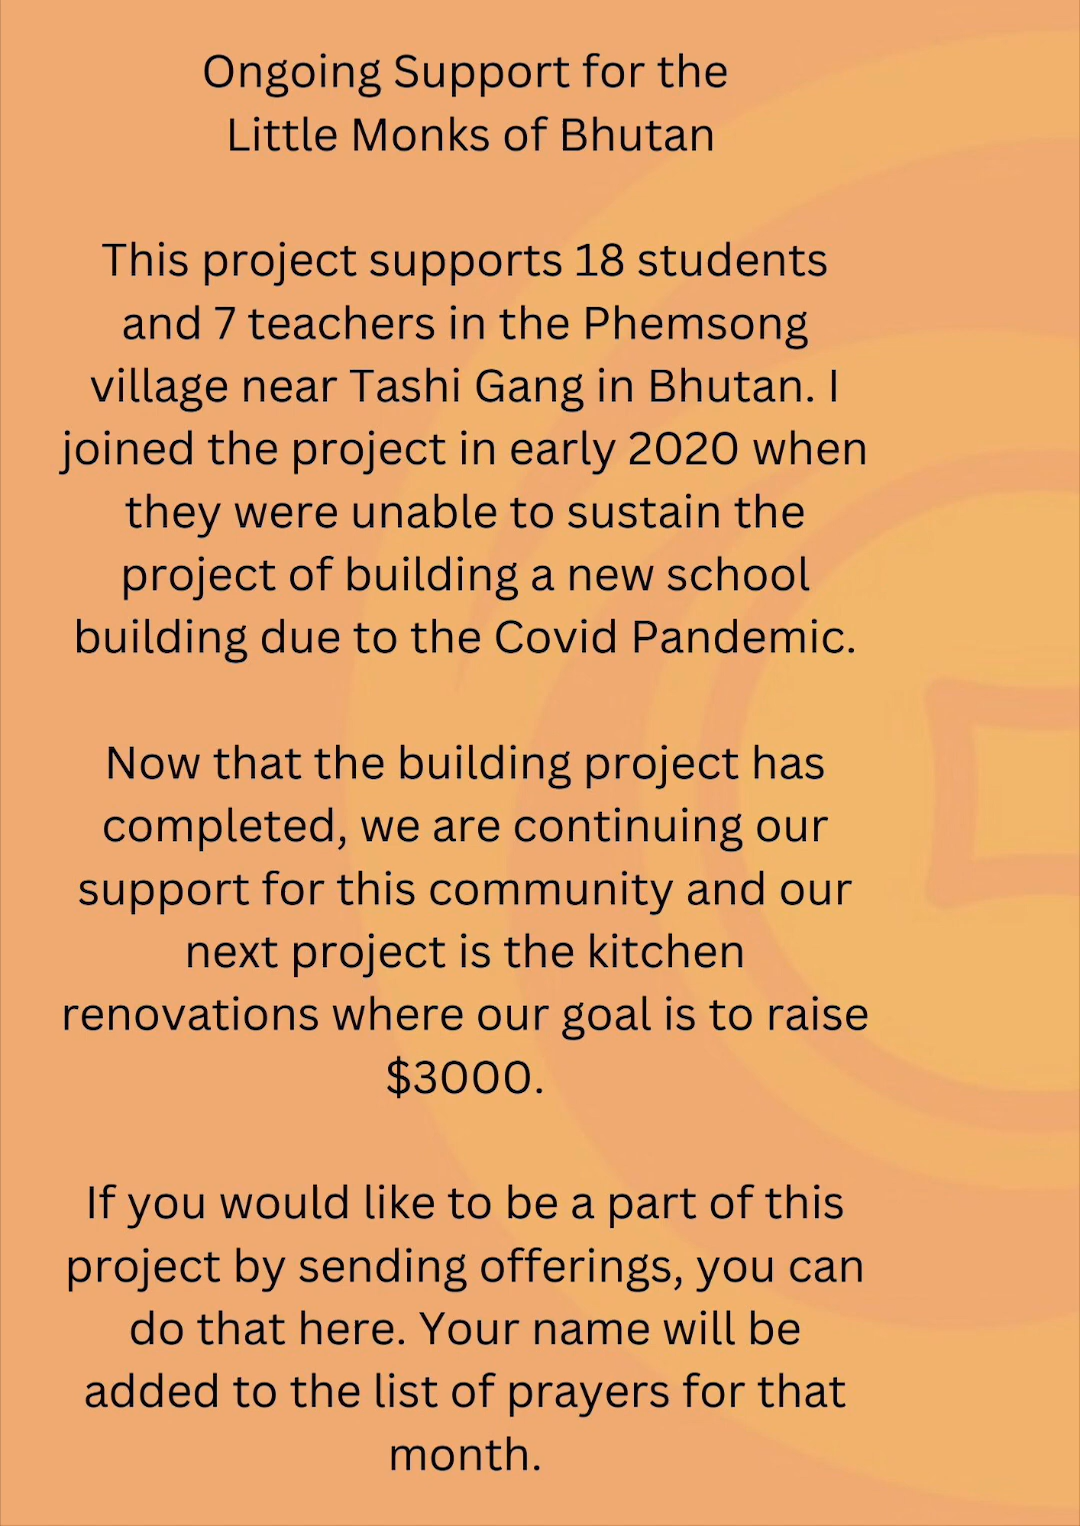 Ongoing Support for the
Little Monks of Bhutan
This project supports 18 students
and 7 teachers in the Phemsong
village near Tashi Gang in Bhutan. I
joined the project in early 2020 when
they were unable to sustain the
project of building a new school
building due to the Covid Pandemic.
Now that the building project has
completed, we are continuing our
support for this community and our
next project is the kitchen
renovations where our goal is to raise
$3000.
If you would like to be a part of this
project by sending offerings, you can
do that here. Your name will be
added to the list of prayers for that
month.